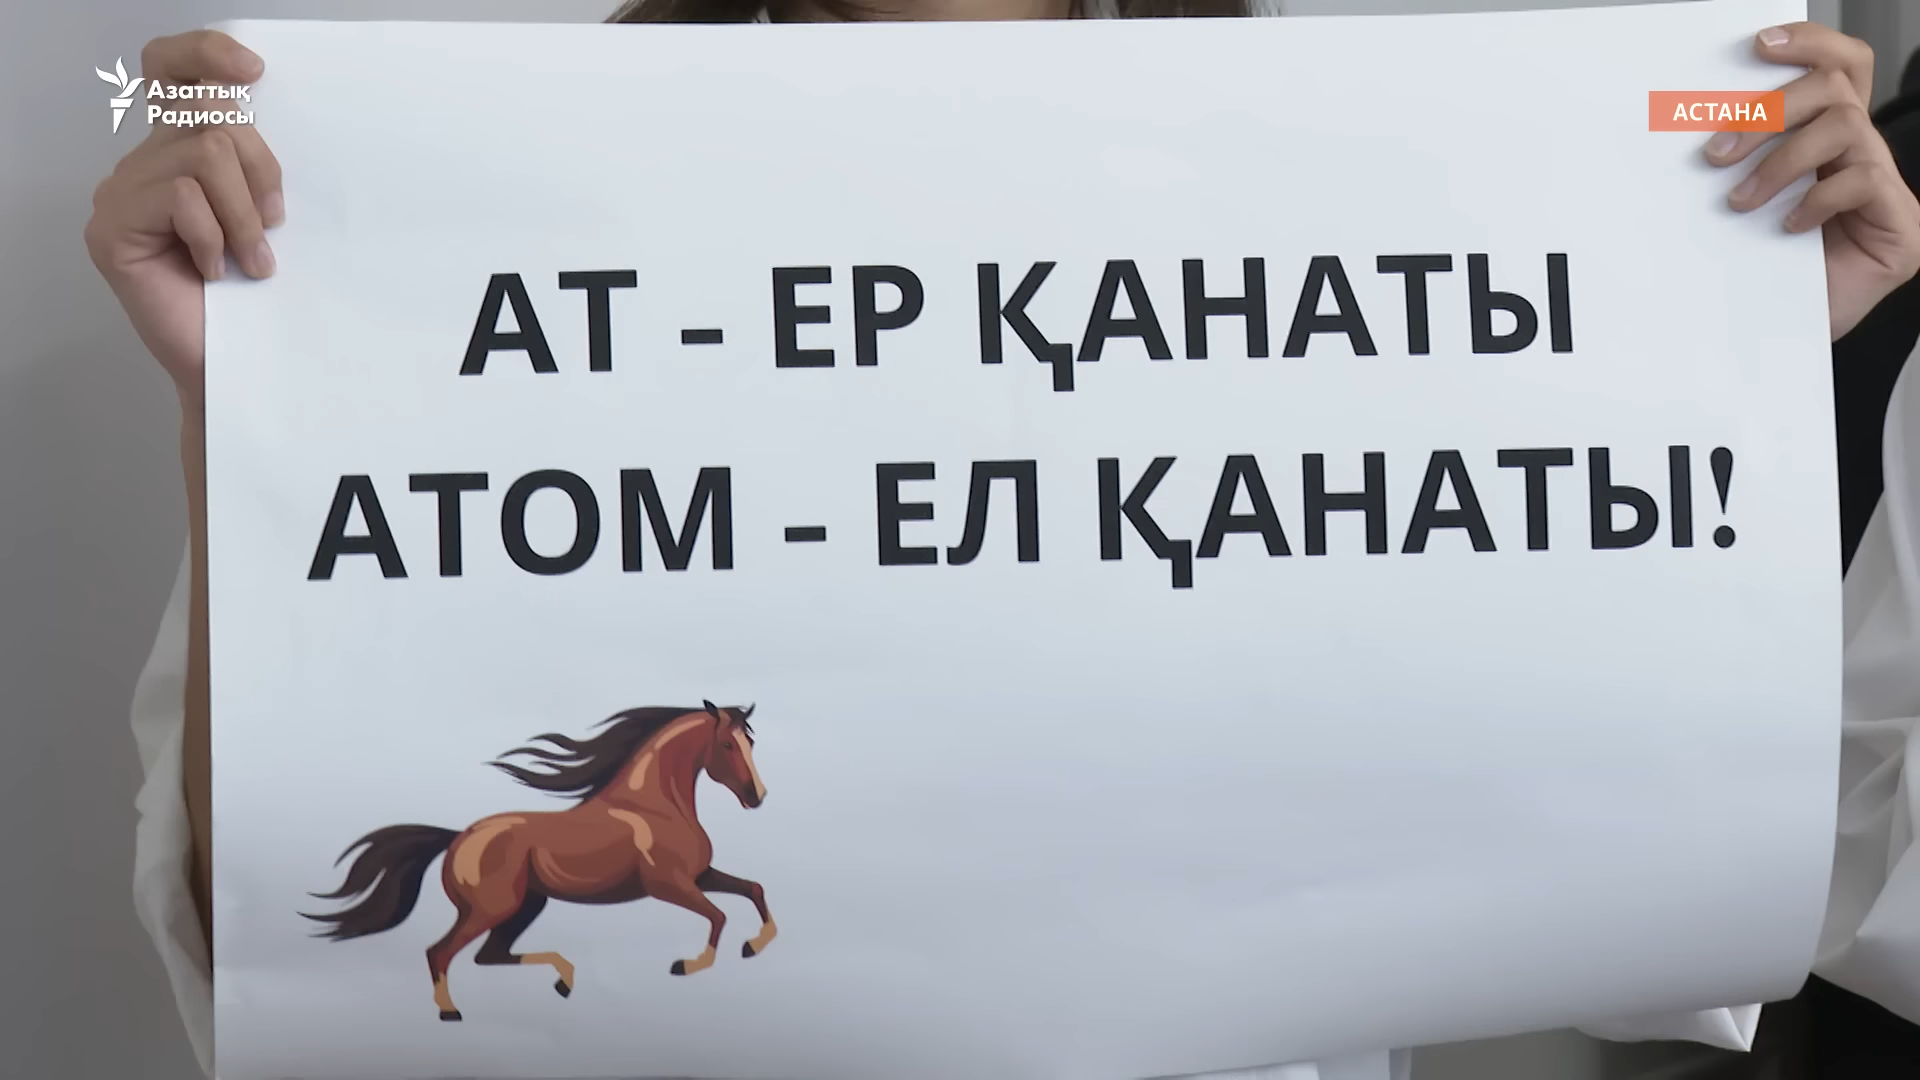 Азаттық
Радиосы
АСТАНА
АТ - ЕР ҚАНАТЫ
АТОМ - ЕЛ ҚАНАТЫ!